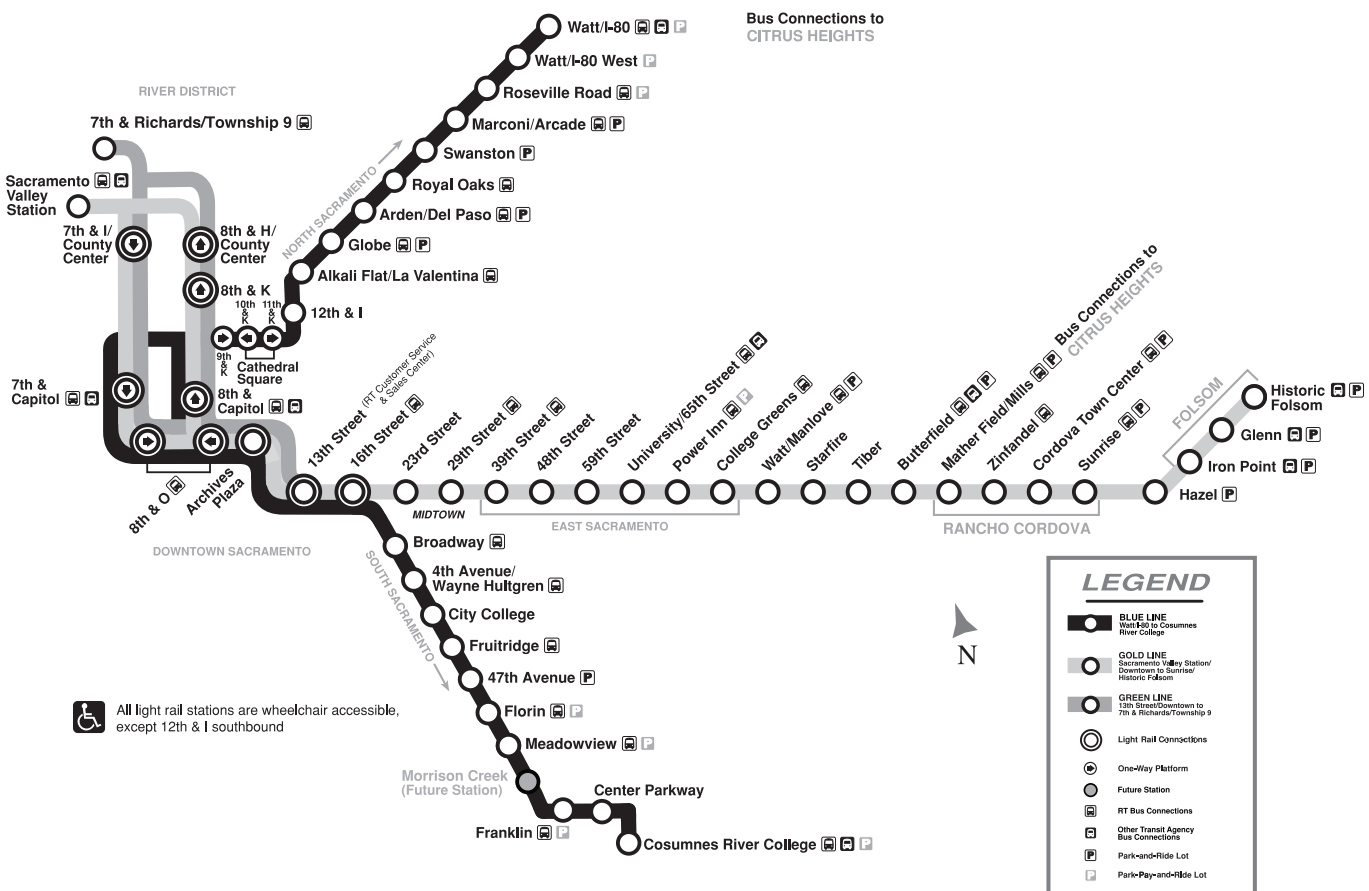 Bus Connections to
CITRUS HEIGHTS
Watt/I-80
Watt/I-80 West
Roseville Road
Marconi/Arcade
Swanston
Royal Oaks
Arden/Del Paso
Globe
Alkali Flat/La Valentina
12th & I
NORTH SACRAMENTO
RIVER DISTRICT
7th & Richards/Township 9
Sacramento
Valley
Station
7th & I/
County
Center
8th & H/
County
Center
8th & K
10th
&
K
11th
&
K
9th
&
K
Cathedral
Square
7th &
Capitol
8th &
Capitol
8th & O
Archives
Plaza
DOWNTOWN SACRAMENTO
13th Street (RT Customer Service
& Sales Center)
16th Street
23rd Street
29th Street
39th Street
48th Street
59th Street
University/65th Street
Power Inn
College Greens
Watt/Manlove
Starfire
Tiber
Butterfield
Mather Field/Mills
Bus Connections to
CITRUS HEIGHTS
Zinfandel
Cordova Town Center
Sunrise
MIDTOWN
EAST SACRAMENTO
RANCHO CORDOVA
FOLSOM
Historic
Folsom
Glenn
Iron Point
Hazel
SOUTH SACRAMENTO
Broadway
4th Avenue/
Wayne Hultgren
City College
Fruitridge
47th Avenue
Florin
Meadowview
Morrison Creek
(Future Station)
Franklin
Center Parkway
Cosumnes River College
All light rail stations are wheelchair accessible,
except 12th & I southbound
N
LEGEND
BLUE LINE
Watt/I-80 to Cosumnes
River College
GOLD LINE
Sacramento Valley Station/
Downtown to Sunrise/
Historic Folsom
GREEN LINE
13th Street/Downtown to
7th & Richards/Township 9
Light Rail Connections
One-Way Platform
Future Station
RT Bus Connections
Other Transit Agency
Bus Connections
P Park-and-Ride Lot
P Park-Pay-and-Ride Lot